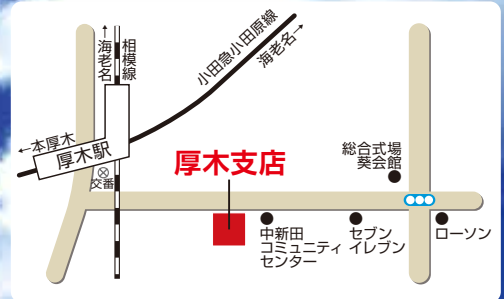 ↑海老名
相模線
小田急小田原線
海老名→
←本厚木
厚木駅
交番
厚木支店
総合式場
葵会館
中新田
コミュニティ
センター
セブン
イレブン
ローソン